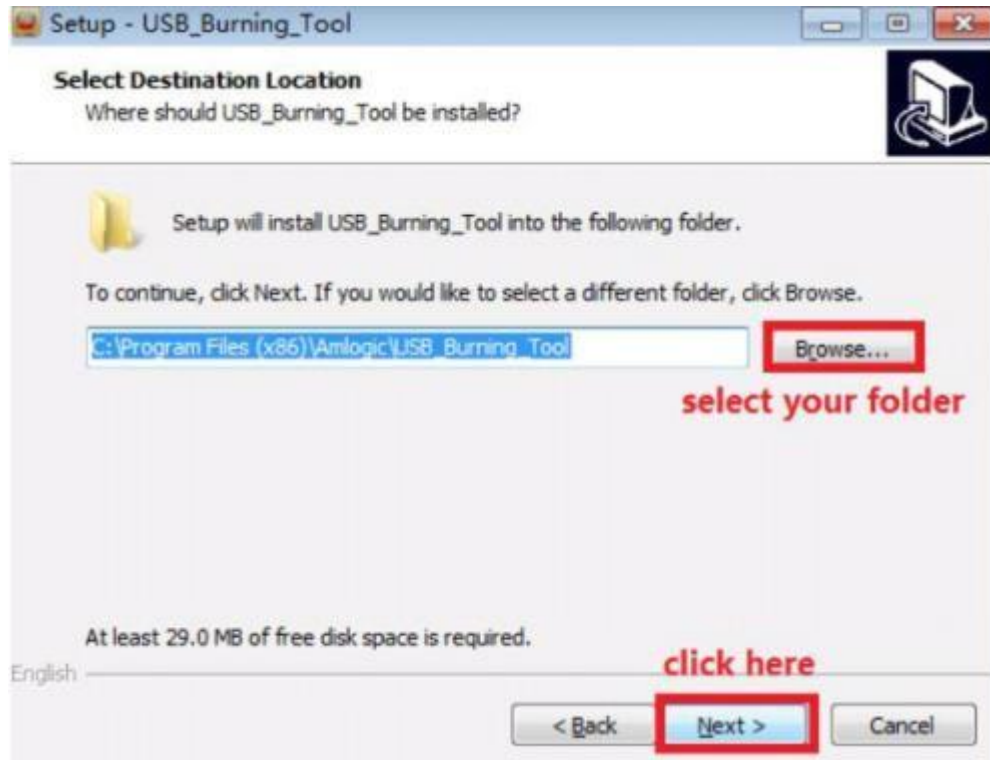 Setup - USB_Burning_Tool
Select Destination Location
Where should USB_Burning_Tool be installed?
Setup will install USB_Burning_Tool into the following folder.
To continue, click Next. If you would like to select a different folder, click Browse.
C:\Program Files (x86)\Amlogic\USB_Burning_Tool
Browse...
select your folder
At least 29.0 MB of free disk space is required.
click here
English
< Back
Next >
Cancel